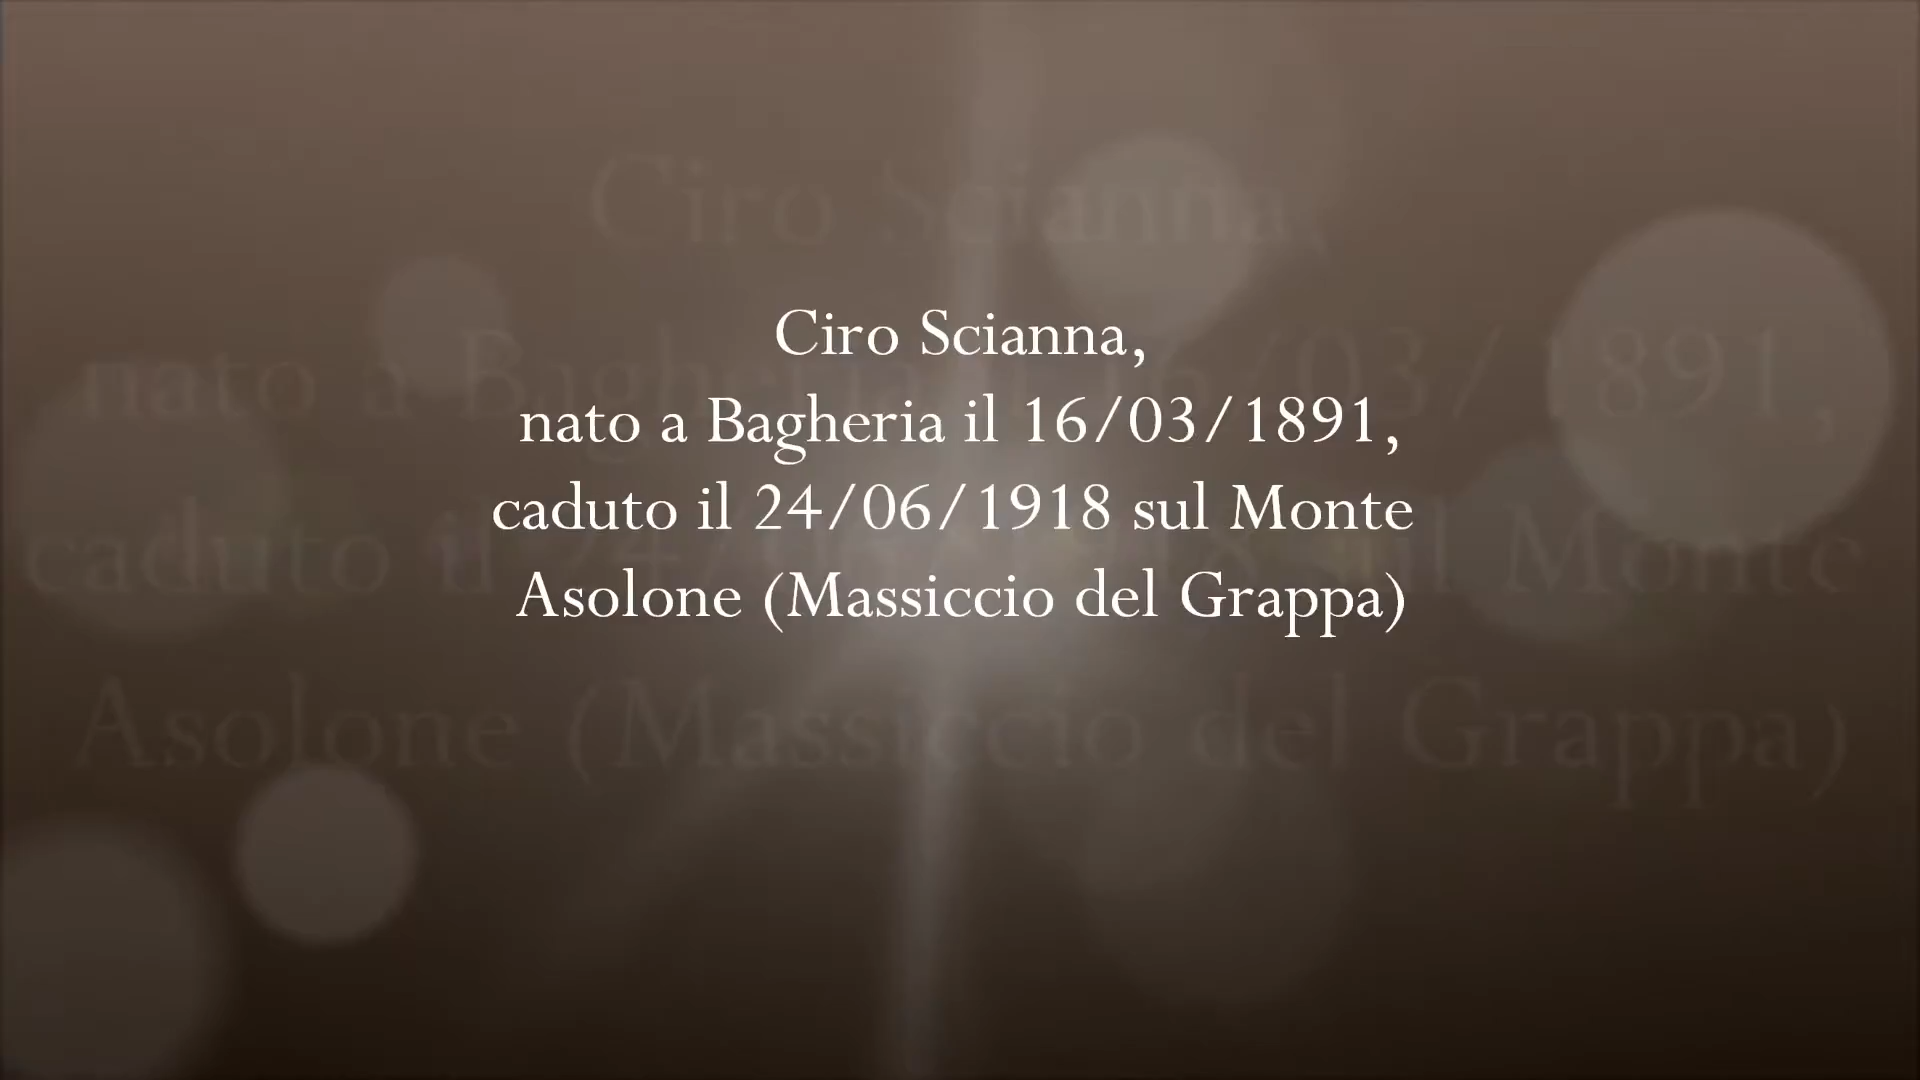 Ciro Scianna,
nato a Bagheria il 16/03/1891,
caduto il 24/06/1918 sul Monte
Asolone (Massiccio del Grappa)